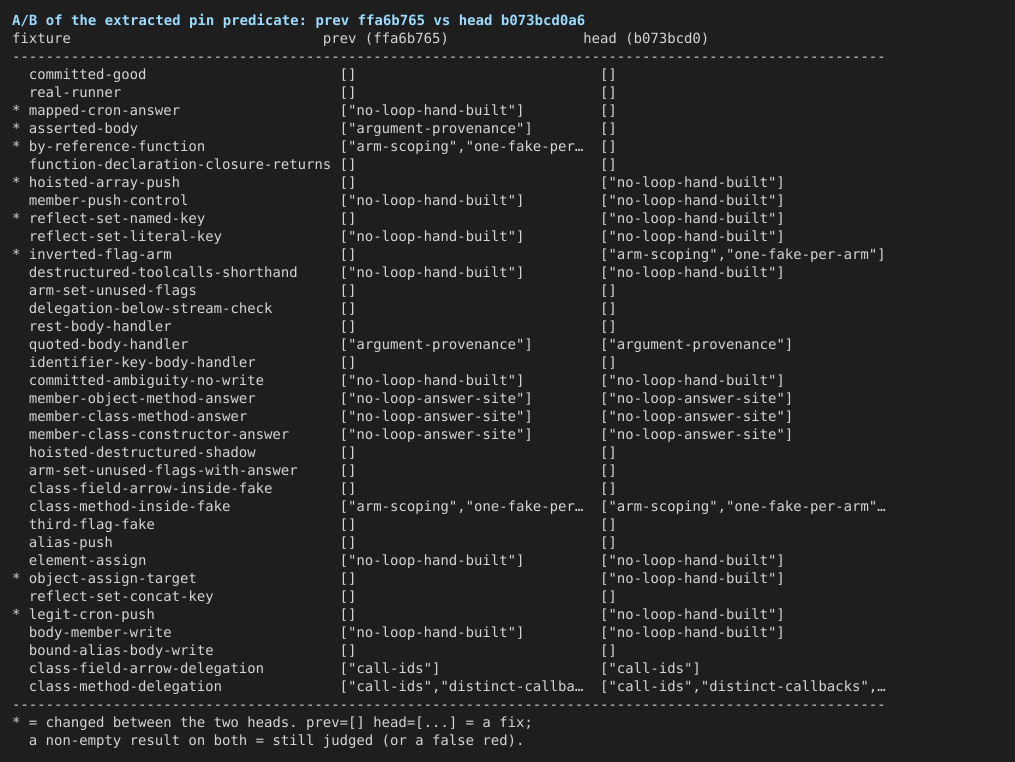 A/B of the extracted pin predicate: prev ffa6b765 vs head b073bcd0a6
fixture                               prev (ffa6b765)                 head (b073bcd0)
-----------------------------------------------------------------------------------------------------------
  committed-good                        []                              []
  real-runner                           []                              []
* mapped-cron-answer                    ["no-loop-hand-built"]          []
* asserted-body                         ["argument-provenance"]         []
* by-reference-function                 ["arm-scoping","one-fake-per…  []
  function-declaration-closure-returns []                              []
* hoisted-array-push                    []                              ["no-loop-hand-built"]
  member-push-control                   ["no-loop-hand-built"]          ["no-loop-hand-built"]
* reflect-set-named-key                 []                              ["no-loop-hand-built"]
  reflect-set-literal-key               ["no-loop-hand-built"]          ["no-loop-hand-built"]
* inverted-flag-arm                     []                              ["arm-scoping","one-fake-per-arm"]
  destructured-toolcalls-shorthand      ["no-loop-hand-built"]          ["no-loop-hand-built"]
  arm-set-unused-flags                  []                              []
  delegation-below-stream-check         []                              []
  rest-body-handler                     []                              []
  quoted-body-handler                   ["argument-provenance"]         ["argument-provenance"]
  identifier-key-body-handler           []                              []
  committed-ambiguity-no-write          ["no-loop-hand-built"]          ["no-loop-hand-built"]
  member-object-method-answer           ["no-loop-answer-site"]         ["no-loop-answer-site"]
  member-class-method-answer            ["no-loop-answer-site"]         ["no-loop-answer-site"]
  member-class-constructor-answer       ["no-loop-answer-site"]         ["no-loop-answer-site"]
  hoisted-destructured-shadow           []                              []
  arm-set-unused-flags-with-answer      []                              []
  class-field-arrow-inside-fake         []                              []
  class-method-inside-fake              ["arm-scoping","one-fake-per…  ["arm-scoping","one-fake-per-arm"…
  third-flag-fake                       []                              []
  alias-push                            []                              []
  element-assign                        ["no-loop-hand-built"]          ["no-loop-hand-built"]
* object-assign-target                  []                              ["no-loop-hand-built"]
  reflect-set-concat-key                []                              []
* legit-cron-push                       []                              ["no-loop-hand-built"]
  body-member-write                     ["no-loop-hand-built"]          ["no-loop-hand-built"]
  bound-alias-body-write                []                              []
  class-field-arrow-delegation          ["call-ids"]                    ["call-ids"]
  class-method-delegation               ["call-ids","distinct-callba…  ["call-ids","distinct-callbacks",…
-----------------------------------------------------------------------------------------------------------
* = changed between the two heads. prev=[] head=[...] = a fix;
  a non-empty result on both = still judged (or a false red).